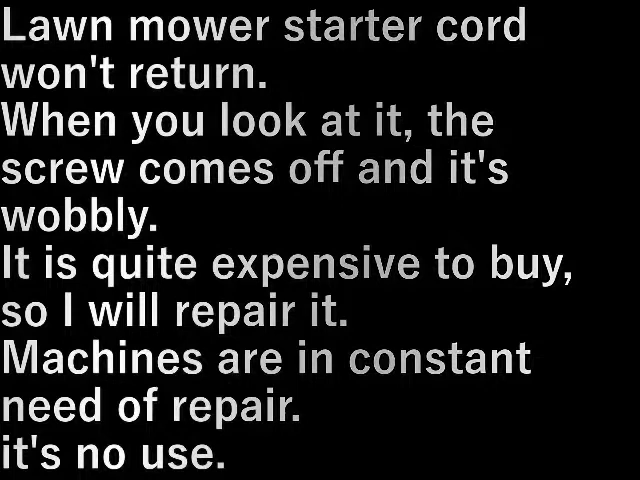 Lawn mower starter cord
won't return.
When you look at it, the
screw comes off and it's
wobbly.
It is quite expensive to buy,
so I will repair it.
Machines are in constant
need of repair.
it's no use.